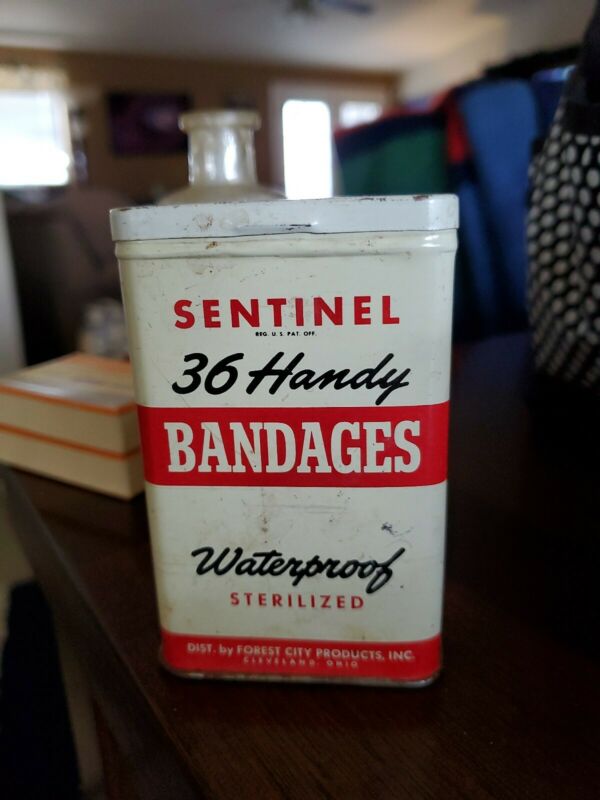 SENTINEL
REG. U. S. PAT. OFF.
36 Handy
BANDAGES
Waterproof
STERILIZED
DIST. by FOREST CITY PRODUCTS, INC.
CLEVELAND, OHIO